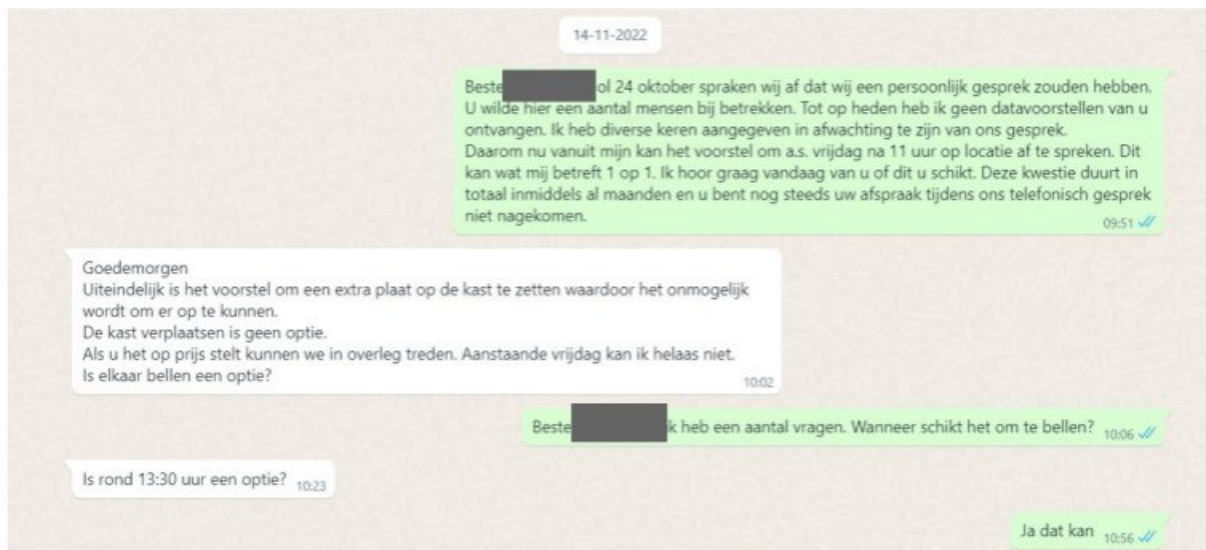 14-11-2022
Beste ol 24 oktober spraken wij af dat wij een persoonlijk gesprek zouden hebben.
U wilde hier een aantal mensen bij betrekken. Tot op heden heb ik geen datavoorstellen van u
ontvangen. Ik heb diverse keren aangegeven in afwachting te zijn van ons gesprek.
Daarom nu vanuit mijn kan het voorstel om a.s. vrijdag na 11 uur op locatie af te spreken. Dit
kan wat mij betreft 1 op 1. Ik hoor graag vandaag van u of dit u schikt. Deze kwestie duurt in
totaal inmiddels al maanden en u bent nog steeds uw afspraak tijdens ons telefonisch gesprek
niet nagekomen.
09:51
Goedemorgen
Uiteindelijk is het voorstel om een extra plaat op de kast te zetten waardoor het onmogelijk
wordt om er op te kunnen.
De kast verplaatsen is geen optie.
Als u het op prijs stelt kunnen we in overleg treden. Aanstaande vrijdag kan ik helaas niet.
Is elkaar bellen een optie?
10:02
Beste k heb een aantal vragen. Wanneer schikt het om te bellen? 10:06
Is rond 13:30 uur een optie? 10:23
Ja dat kan 10:56